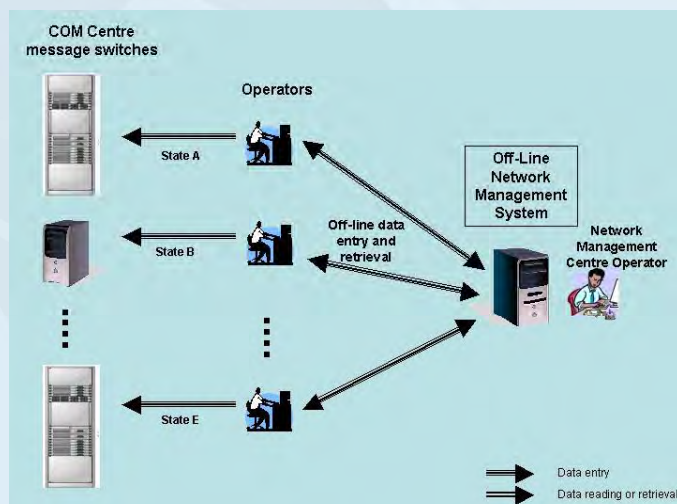 COM Centre
message switches
Operators
State A
Off-Line
Network
Management
System
State B
Off-line data
entry and
retrieval
Network
Management
Centre Operator
State E
Data entry
Data reading or retrieval